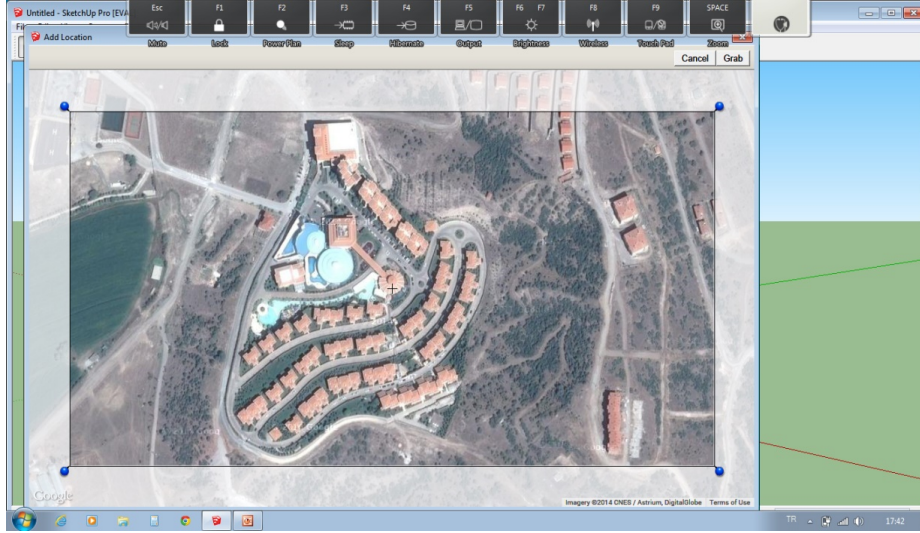 Untitled - SketchUp Pro [EVA
Esc F1 F2 F3 F4 F5 F6 F7 F8 F9 SPACE
Mute Lock Power Plan Sleep Hibernate Output Brightness Wireless Touch Pad Zoom
Add Location
Cancel Grab
Google
Imagery ©2014 CNES / Astrium, DigitalGlobe Terms of Use
TR 17:42